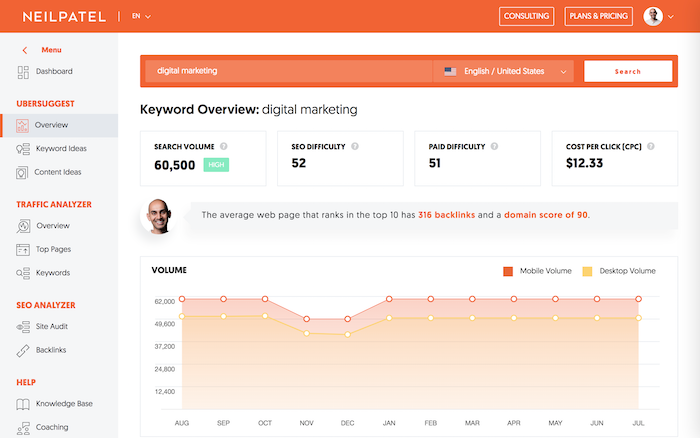 NEILPATEL
EN
CONSULTING
PLANS & PRICING
Menu
Dashboard
UBERSUGGEST
Overview
Keyword Ideas
Content Ideas
TRAFFIC ANALYZER
Overview
Top Pages
Keywords
SEO ANALYZER
Site Audit
Backlinks
HELP
Knowledge Base
Coaching
digital marketing
English / United States
Search
Keyword Overview: digital marketing
SEARCH VOLUME ?
60,500 HIGH
SEO DIFFICULTY ?
52
PAID DIFFICULTY ?
51
COST PER CLICK (CPC) ?
$12.33
The average web page that ranks in the top 10 has 316 backlinks and a domain score of 90.
VOLUME
Mobile Volume
Desktop Volume
62,000
49,600
37,200
24,800
12,400
AUG SEP OCT NOV DEC JAN FEB MAR APR MAY JUN JUL